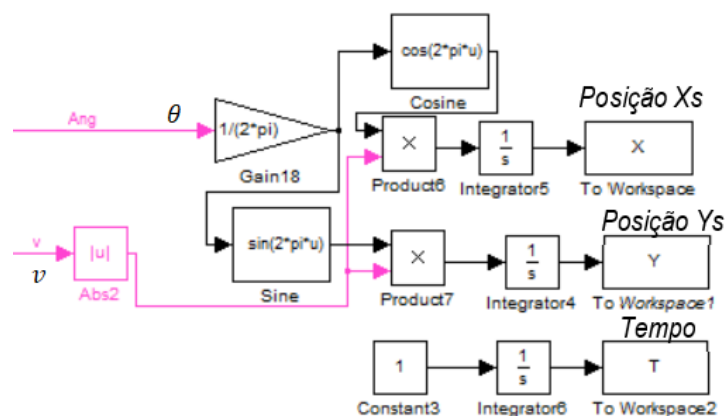 cos(2*pi*u)
Cosine
Ang
θ
1/(2*pi)
Gain18
Posição Xs
×
Product6
1
s
Integrator5
X
To Workspace
v
v
|u|
Abs2
sin(2*pi*u)
Sine
×
Product7
1
s
Integrator4
Posição Ys
Y
To Workspace1
Tempo
1
Constant3
1
s
Integrator6
T
To Workspace2